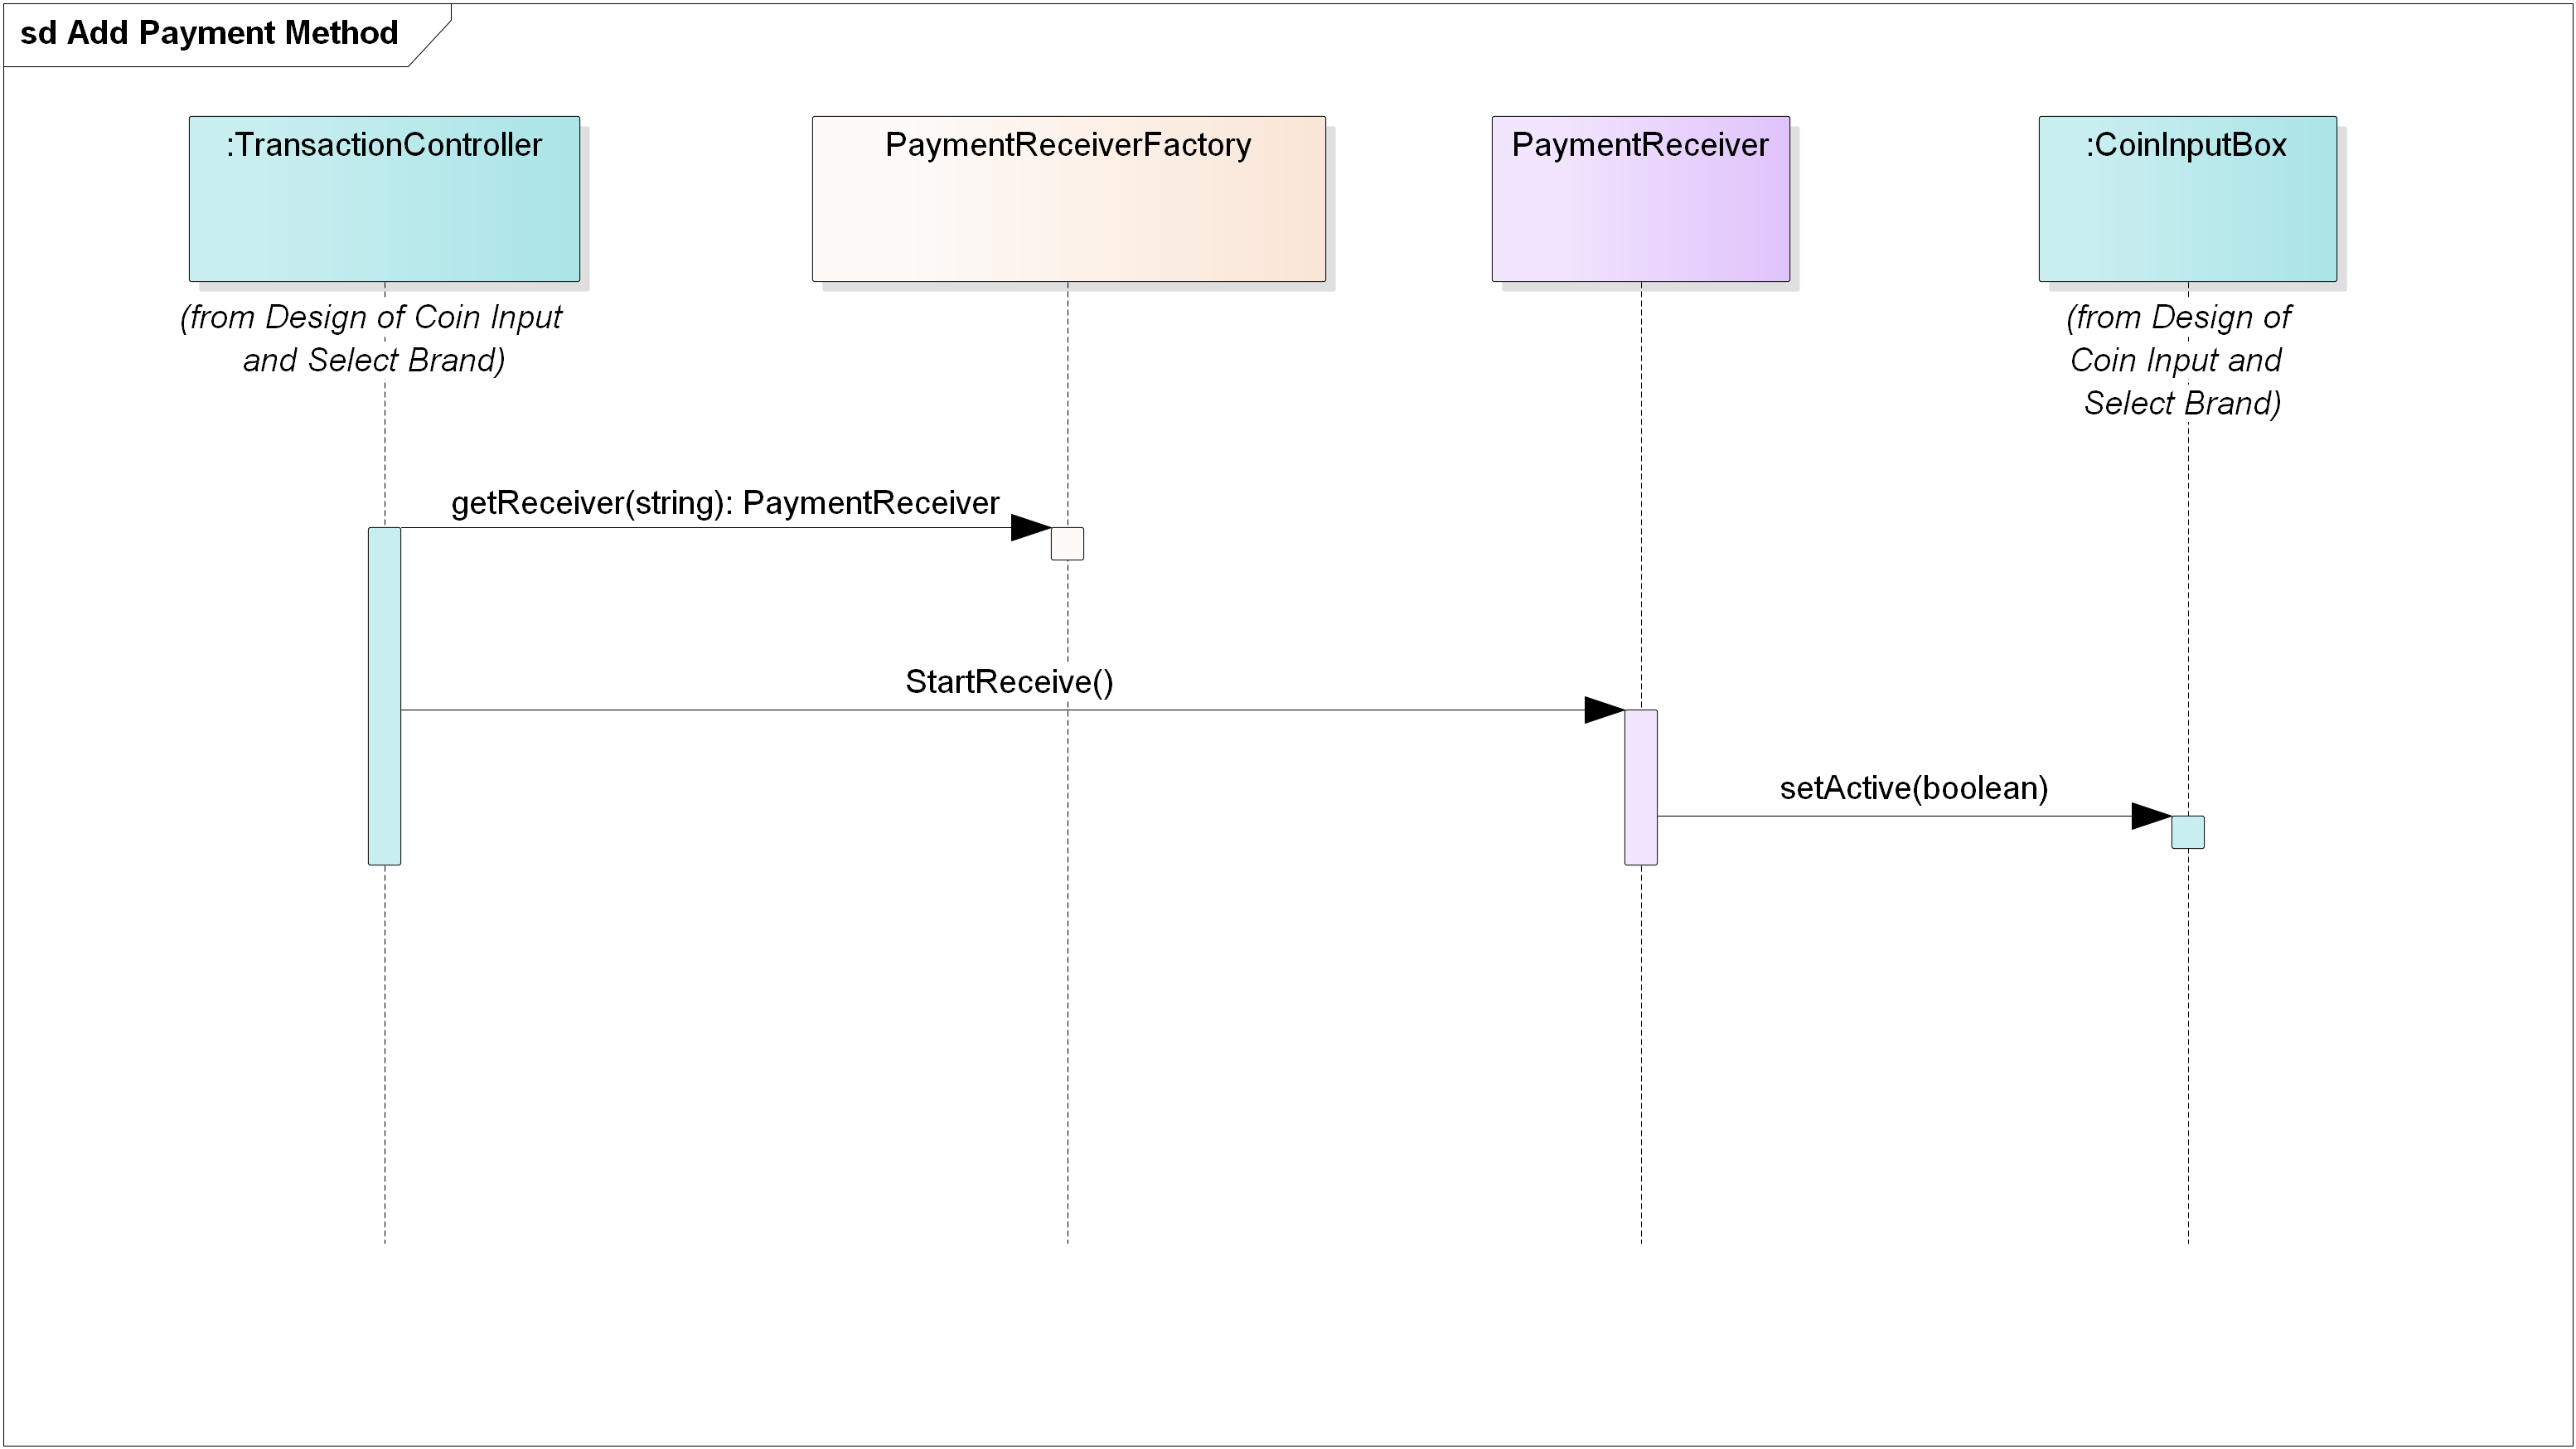 sd Add Payment Method
:TransactionController
PaymentReceiverFactory
PaymentReceiver
:CoinInputBox
(from Design of Coin Input
and Select Brand)
(from Design of
Coin Input and
Select Brand)
getReceiver(string): PaymentReceiver
StartReceive()
setActive(boolean)